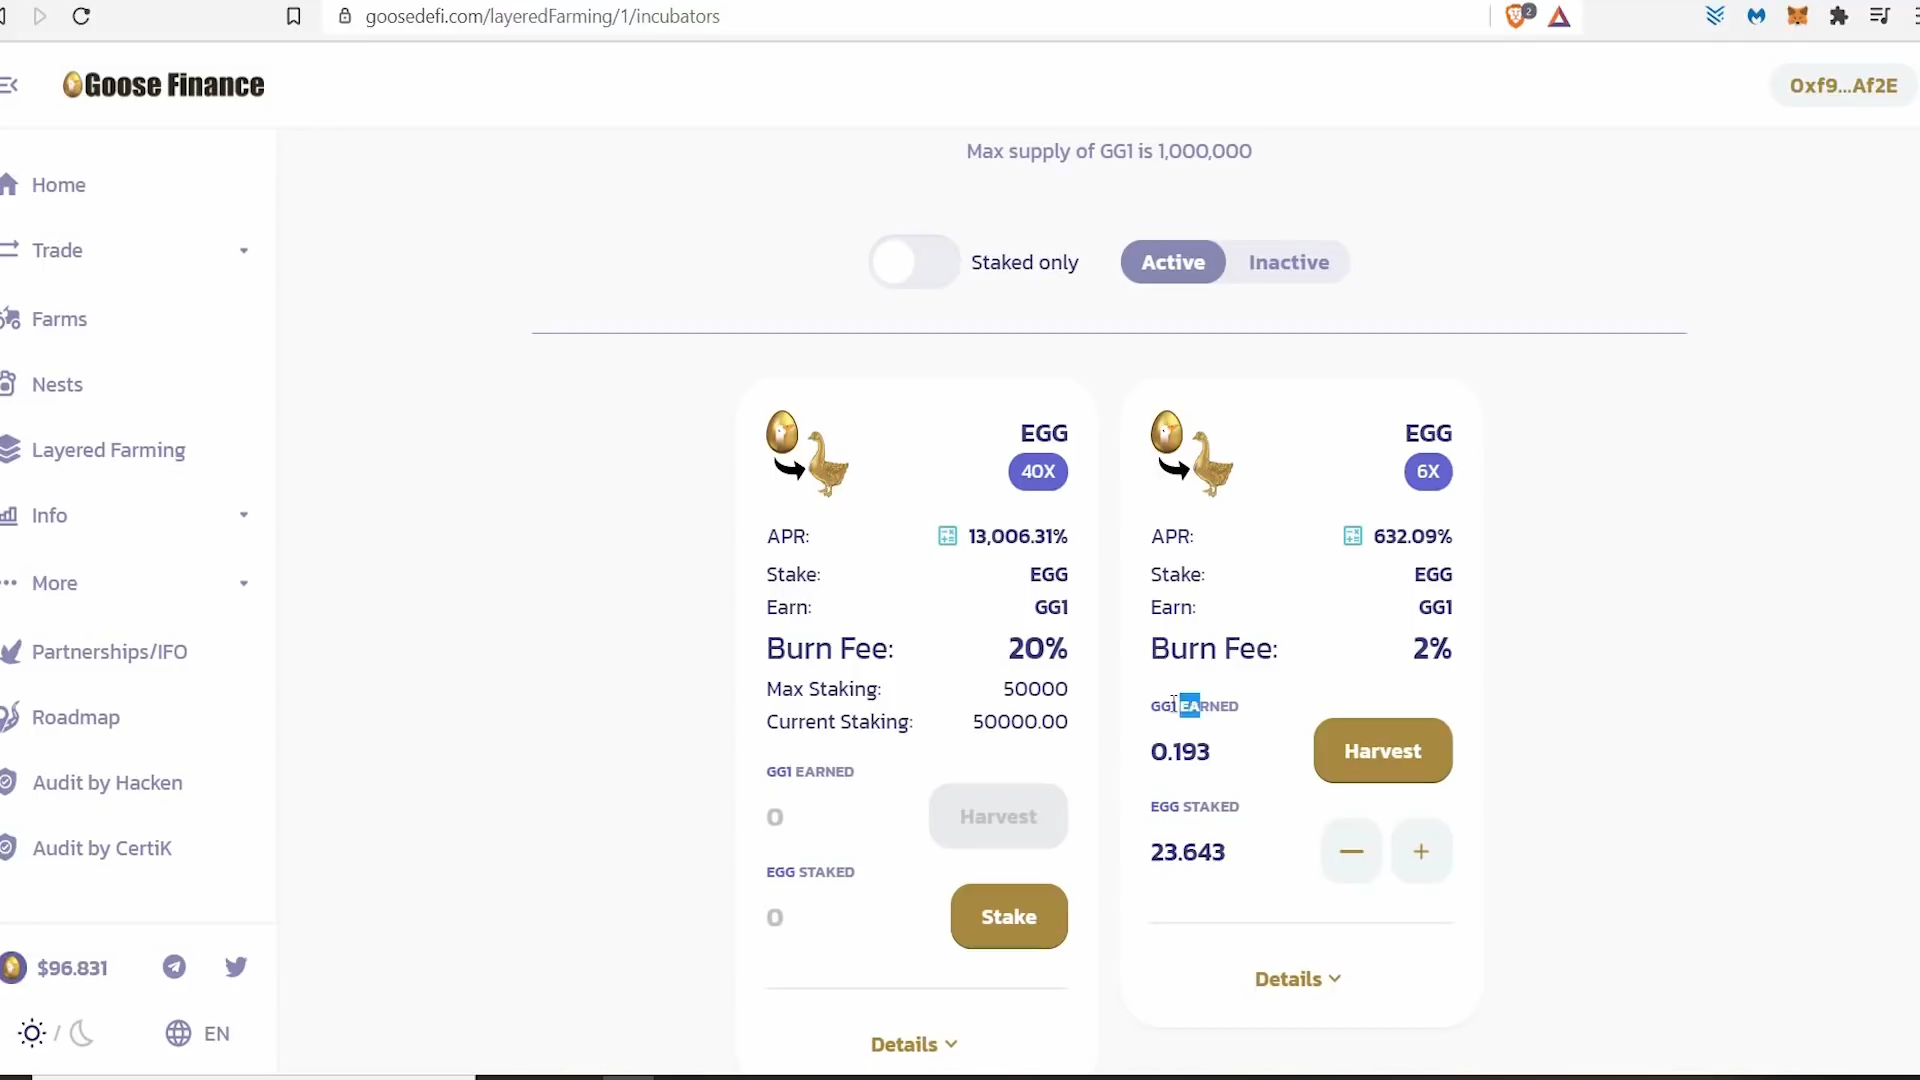 goosedefi.com/layeredFarming/1/incubators
2
Goose Finance
0xf9...Af2E
Home
Trade
Farms
Nests
Layered Farming
Info
More
Partnerships/IFO
Roadmap
Audit by Hacken
Audit by CertiK
$96.831
/
EN
Max supply of GG1 is 1,000,000
Staked only
Active
Inactive
EGG
40X
APR:
13,006.31%
Stake:
EGG
Earn:
GG1
Burn Fee:
20%
Max Staking:
50000
Current Staking:
50000.00
GG1 EARNED
0
Harvest
EGG STAKED
0
Stake
Details
EGG
6X
APR:
632.09%
Stake:
EGG
Earn:
GG1
Burn Fee:
2%
GG1 EARNED
0.193
Harvest
EGG STAKED
23.643
Details